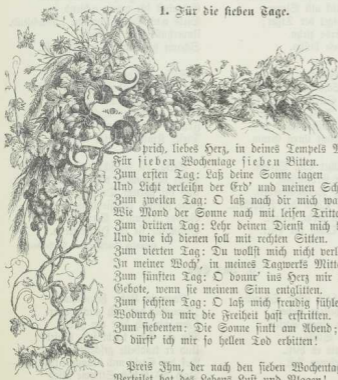 1. Für die sieben Tage.
Sprich, liebes Herz, in deines Tempels
Für sieben Wochentage sieben Bitten.
Zum ersten Tag: Laß deine Sonne tagen
Und Licht verleihn der Erd' und meinen
Zum zweiten Tag: O laß nach dir mich
Wie Mond der Sonne nach mit leisen
Zum dritten Tag: Lehr deinen Dienst mich
Und wie ich dienen soll mit rechten Sitten.
Zum vierten Tag: Du wollst mich nicht
In meiner Woch', in meines Tagwerks
Zum fünften Tag: O donnr' ins Herz mir
Gebote, wenn sie meinem Sinn entglitten.
Zum sechsten Tag: O laß mich freudig
Wodurch du mir die Freiheit hast erstritten.
Zum siebenten: Die Sonne sinkt am Abend;
O dürft' ich mir so hellen Tod erbitten!
Preis Ihm, der nach den sieben
Verteilet hat des Lebens Lust und